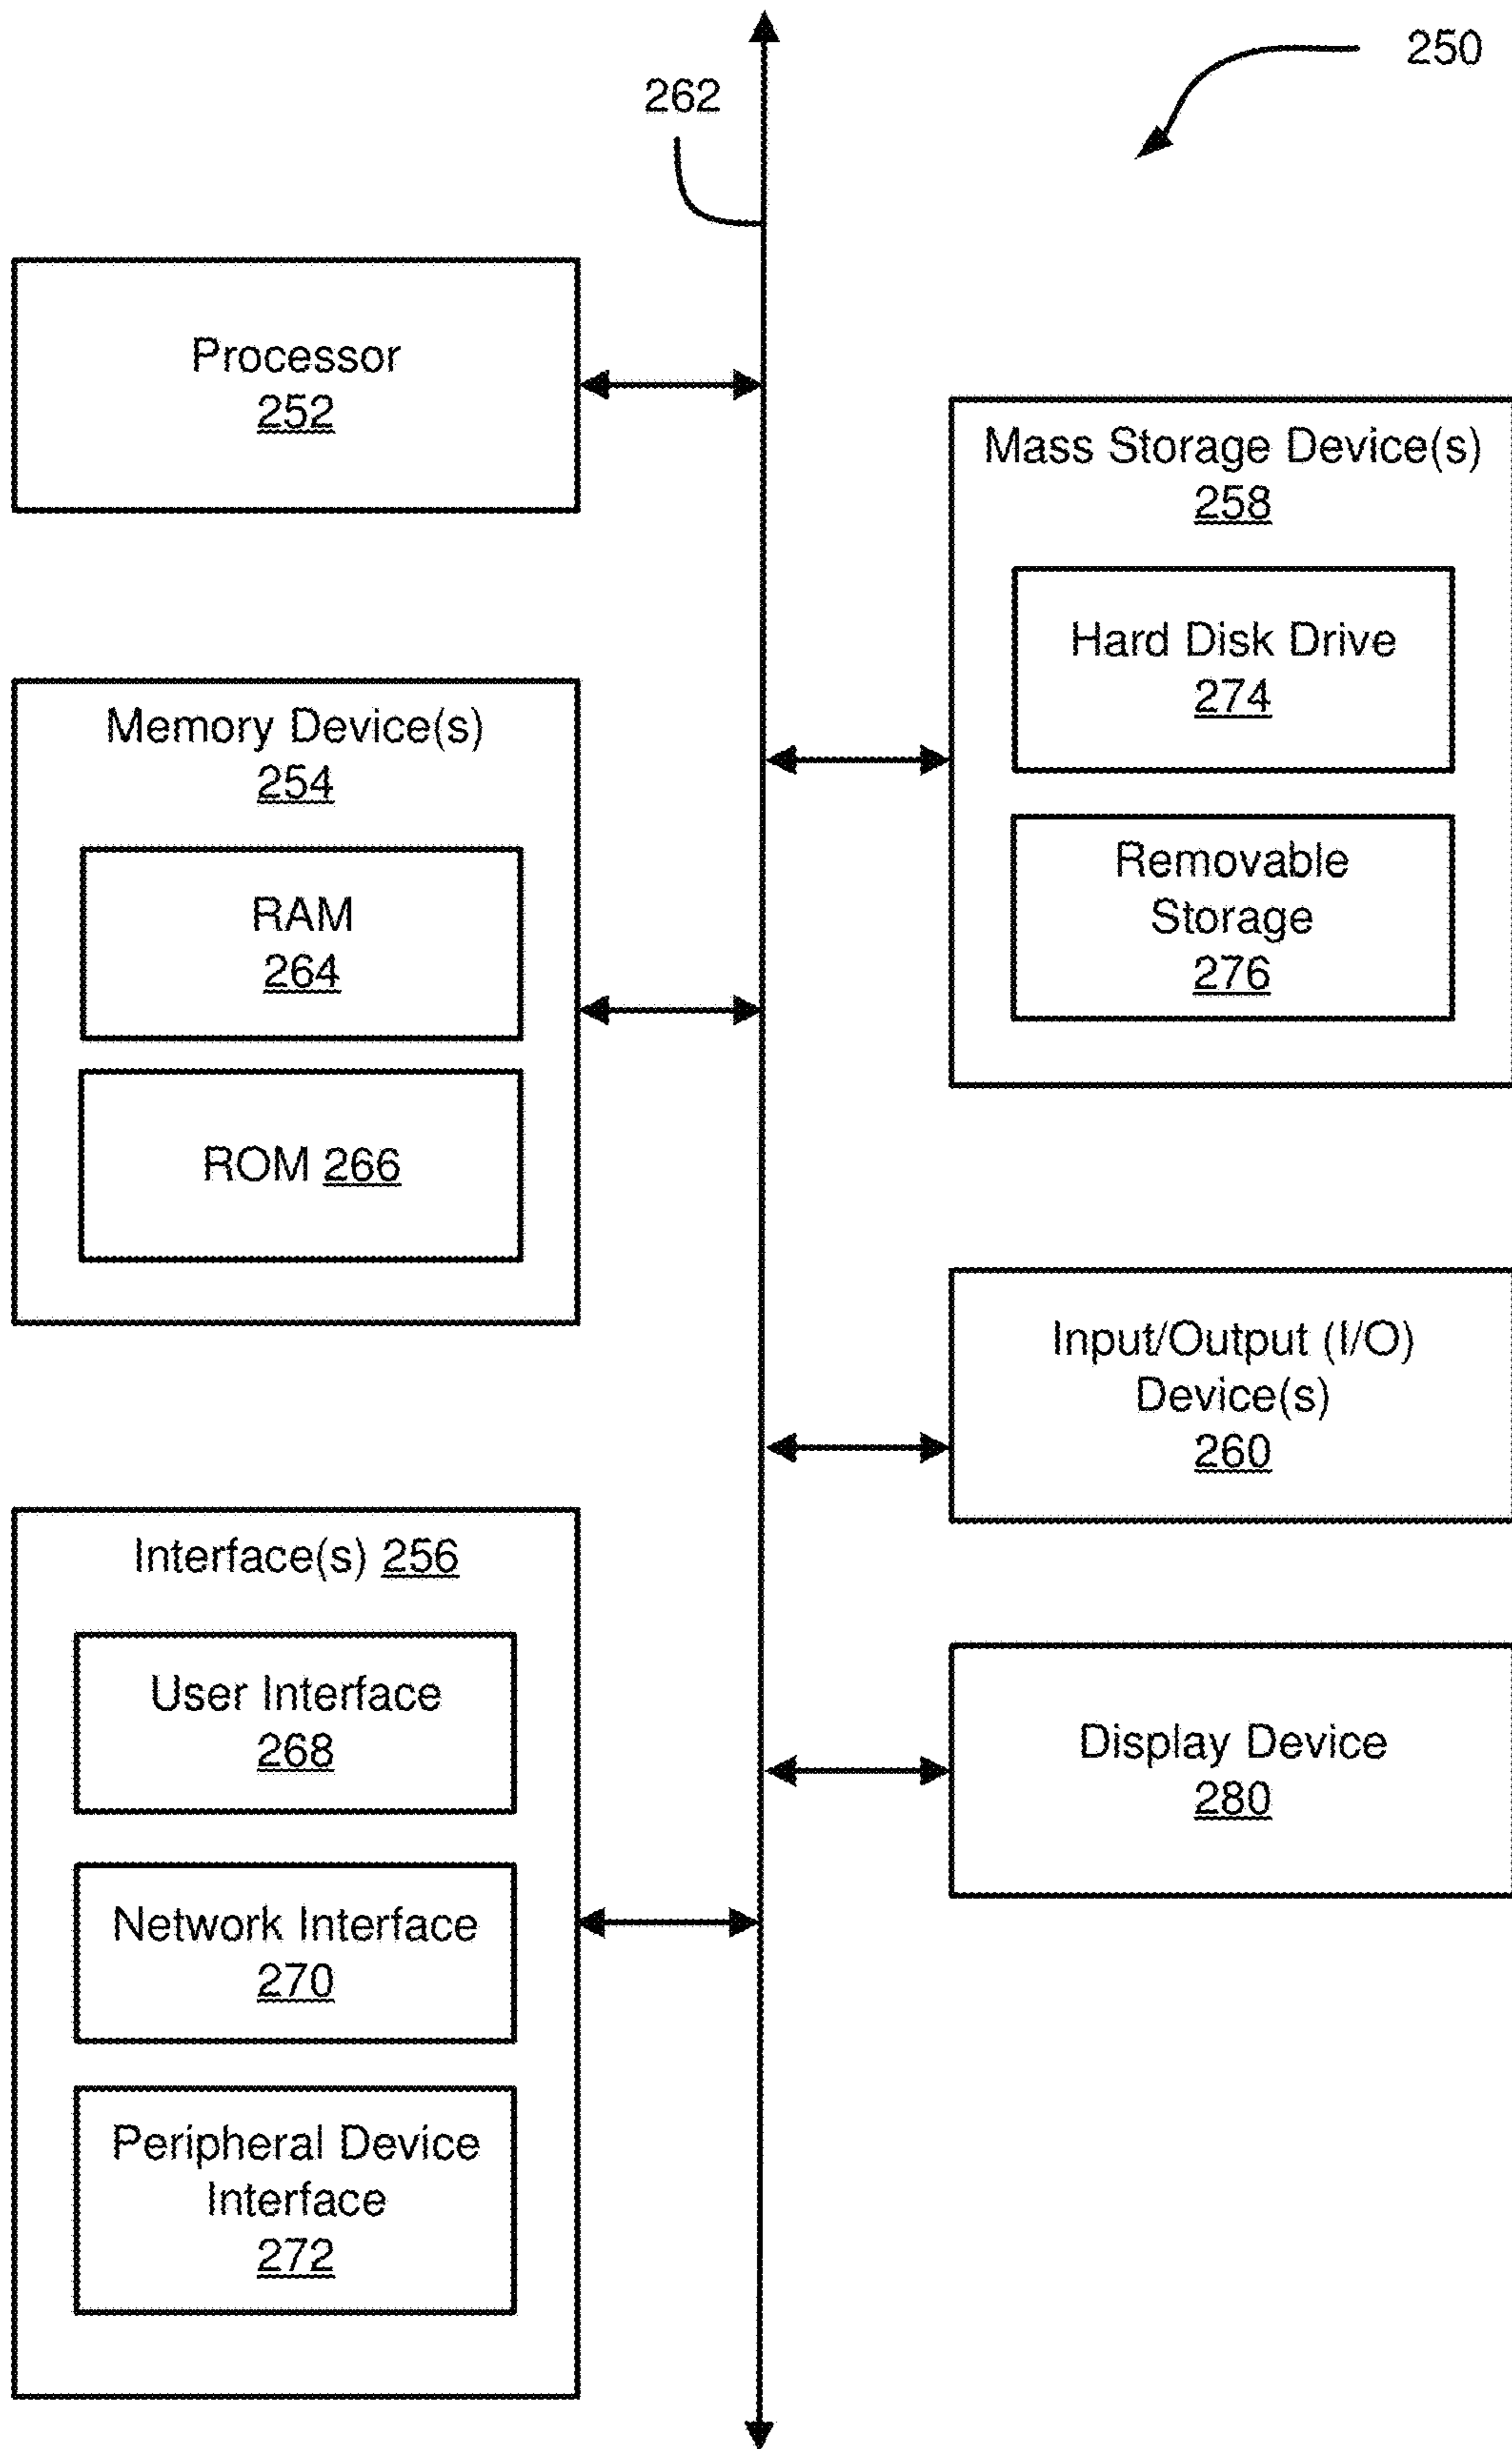 250
262
Processor
252
Mass Storage Device(s)
258
Hard Disk Drive
274
Removable
Storage
276
Memory Device(s)
254
RAM
264
ROM 266
Input/Output (I/O)
Device(s)
260
Interface(s) 256
User Interface
268
Network Interface
270
Peripheral Device
Interface
272
Display Device
280